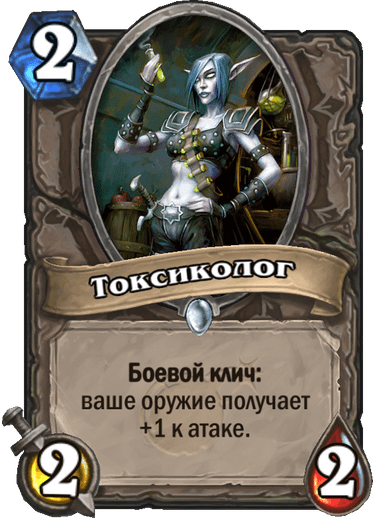 2
Токсиколог
Боевой клич:
ваше оружие получает
+1 к атаке.
2
2